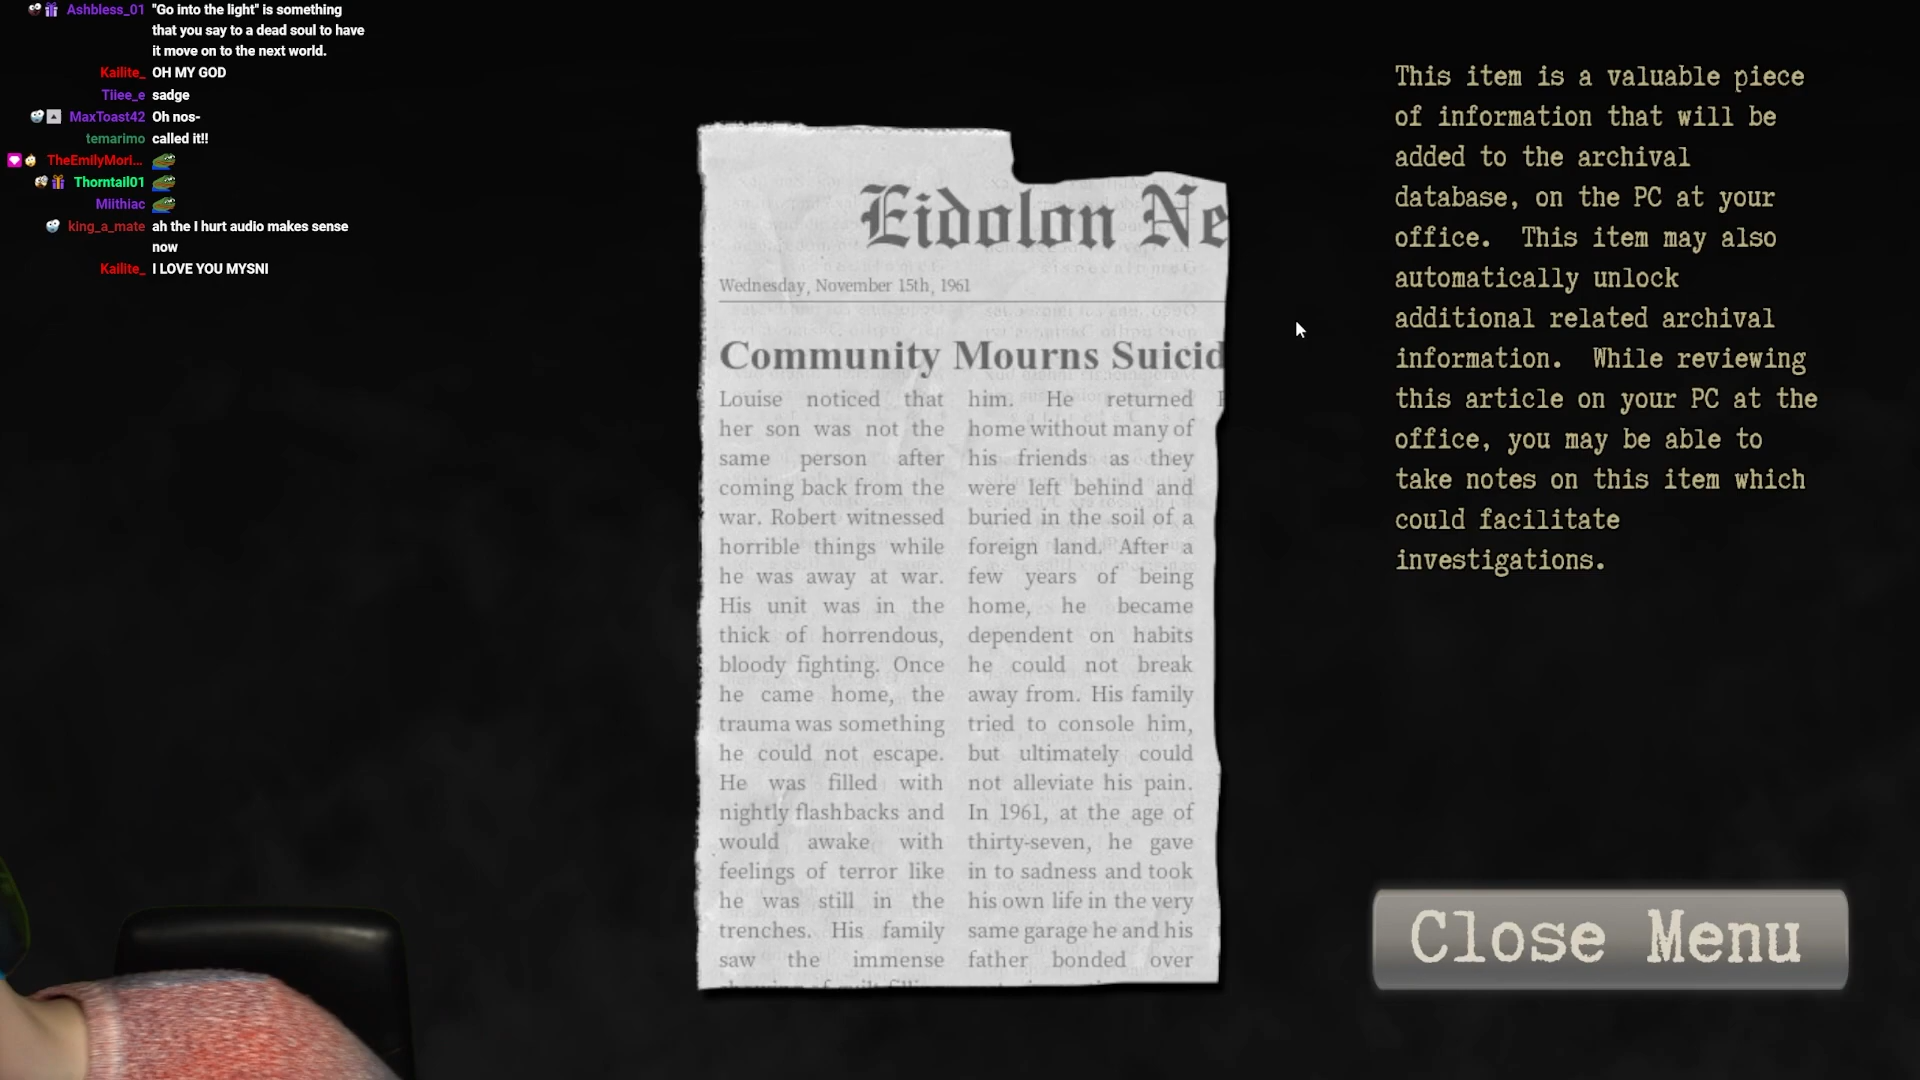 Ashbless_01 "Go into the light" is something
that you say to a dead soul to have
it move on to the next world.
Kailite_ OH MY GOD
Tiiee_e sadge
MaxToast42 Oh nos-
temarimo called it!!
TheEmilyMori...
Thorntail01
Miithiac
king_a_mate ah the I hurt audio makes sense
now
Kailite_ I LOVE YOU MYSNI
Eidolon Ne
Wednesday, November 15th, 1961
Community Mourns Suicid
Louise noticed that
her son was not the
same person after
coming back from the
war. Robert witnessed
horrible things while
he was away at war.
His unit was in the
thick of horrendous,
bloody fighting. Once
he came home, the
trauma was something
he could not escape.
He was filled with
nightly flashbacks and
would awake with
feelings of terror like
he was still in the
trenches. His family
saw the immense
him. He returned
home without many of
his friends as they
were left behind and
buried in the soil of a
foreign land. After a
few years of being
home, he became
dependent on habits
he could not break
away from. His family
tried to console him,
but ultimately could
not alleviate his pain.
In 1961, at the age of
thirty-seven, he gave
in to sadness and took
his own life in the very
same garage he and his
father bonded over
This item is a valuable piece
of information that will be
added to the archival
database, on the PC at your
office. This item may also
automatically unlock
additional related archival
information. While reviewing
this article on your PC at the
office, you may be able to
take notes on this item which
could facilitate
investigations.
Close Menu